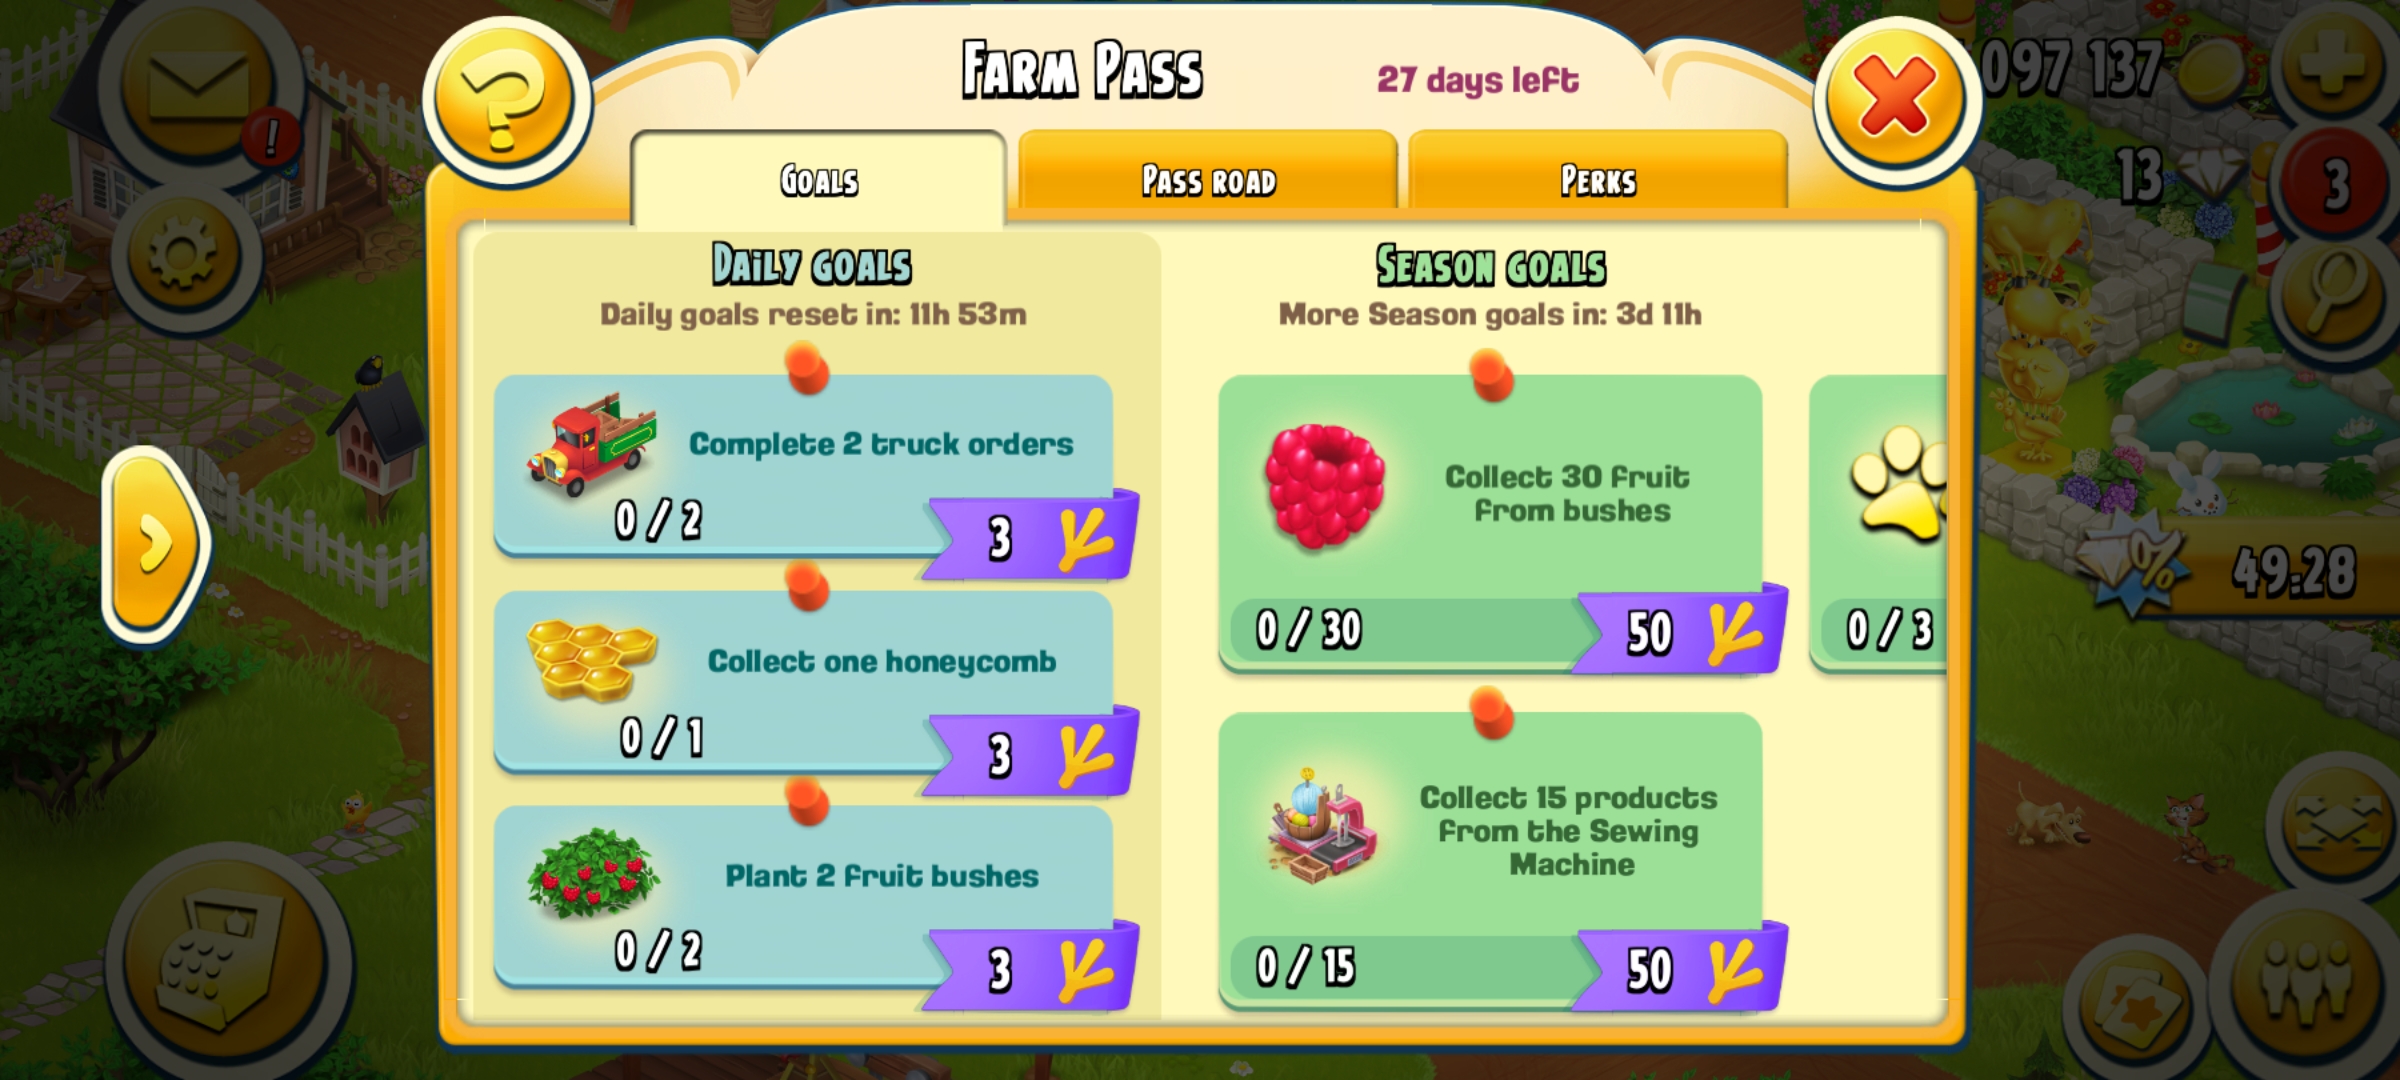 FARM PASS
27 days left
GOALS
PASS ROAD
PERKS
DAILY GOALS
Daily goals reset in: 11h 53m
Complete 2 truck orders
0 / 2
3
Collect one honeycomb
0 / 1
3
Plant 2 fruit bushes
0 / 2
3
SEASON GOALS
More Season goals in: 3d 11h
Collect 30 fruit
from bushes
0 / 30
50
Collect 15 products
from the Sewing
Machine
0 / 15
50
0 / 3
097 137
13
3
0%
49:28
?
!